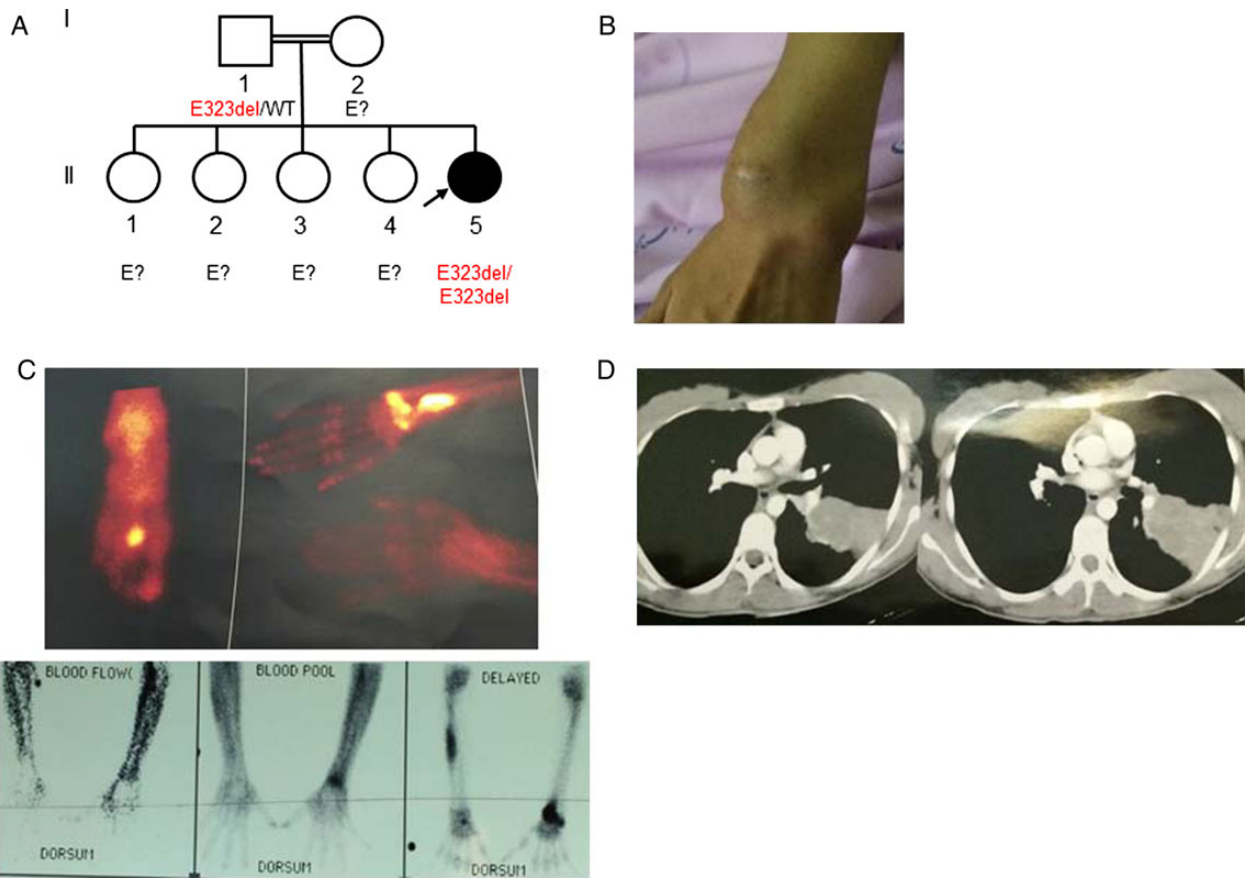 A
I
1
2
E323del/WT
E?
II
1
2
3
4
5
E?
E?
E?
E?
E323del/
E323del
B
C
D
BLOOD FLOW(
BLOOD POOL
DELAYED
DORSUM
DORSUM
DORSUM